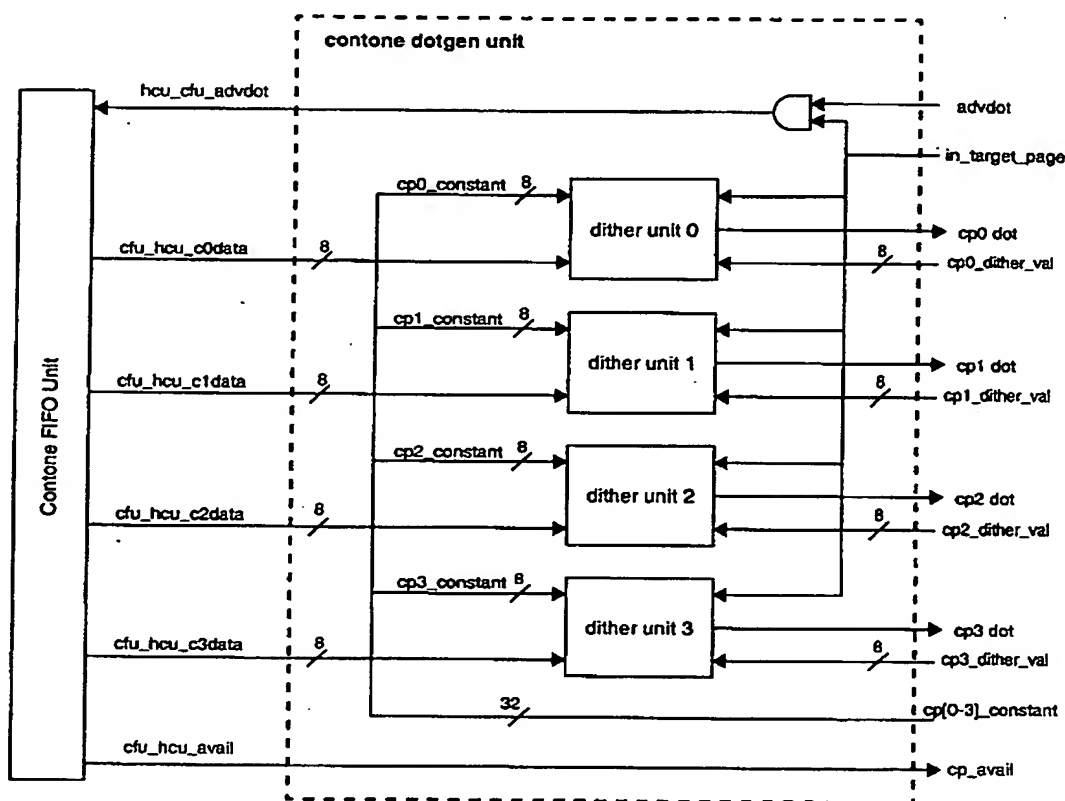 contone dotgen unit
hcu_cfu_advdot
advdot
in_target_page
cp0_constant 8
dither unit 0
cp0 dot
cfu_hcu_c0data 8
8 cp0_dither_val
cp1_constant 8
dither unit 1
cp1 dot
cfu_hcu_c1data 8
8 cp1_dither_val
Contone FIFO Unit
cp2_constant 8
dither unit 2
cp2 dot
cfu_hcu_c2data 8
8 cp2_dither_val
cp3_constant 8
dither unit 3
cp3 dot
cfu_hcu_c3data 8
8 cp3_dither_val
32
cp[0-3]_constant
cfu_hcu_avail
cp_avail